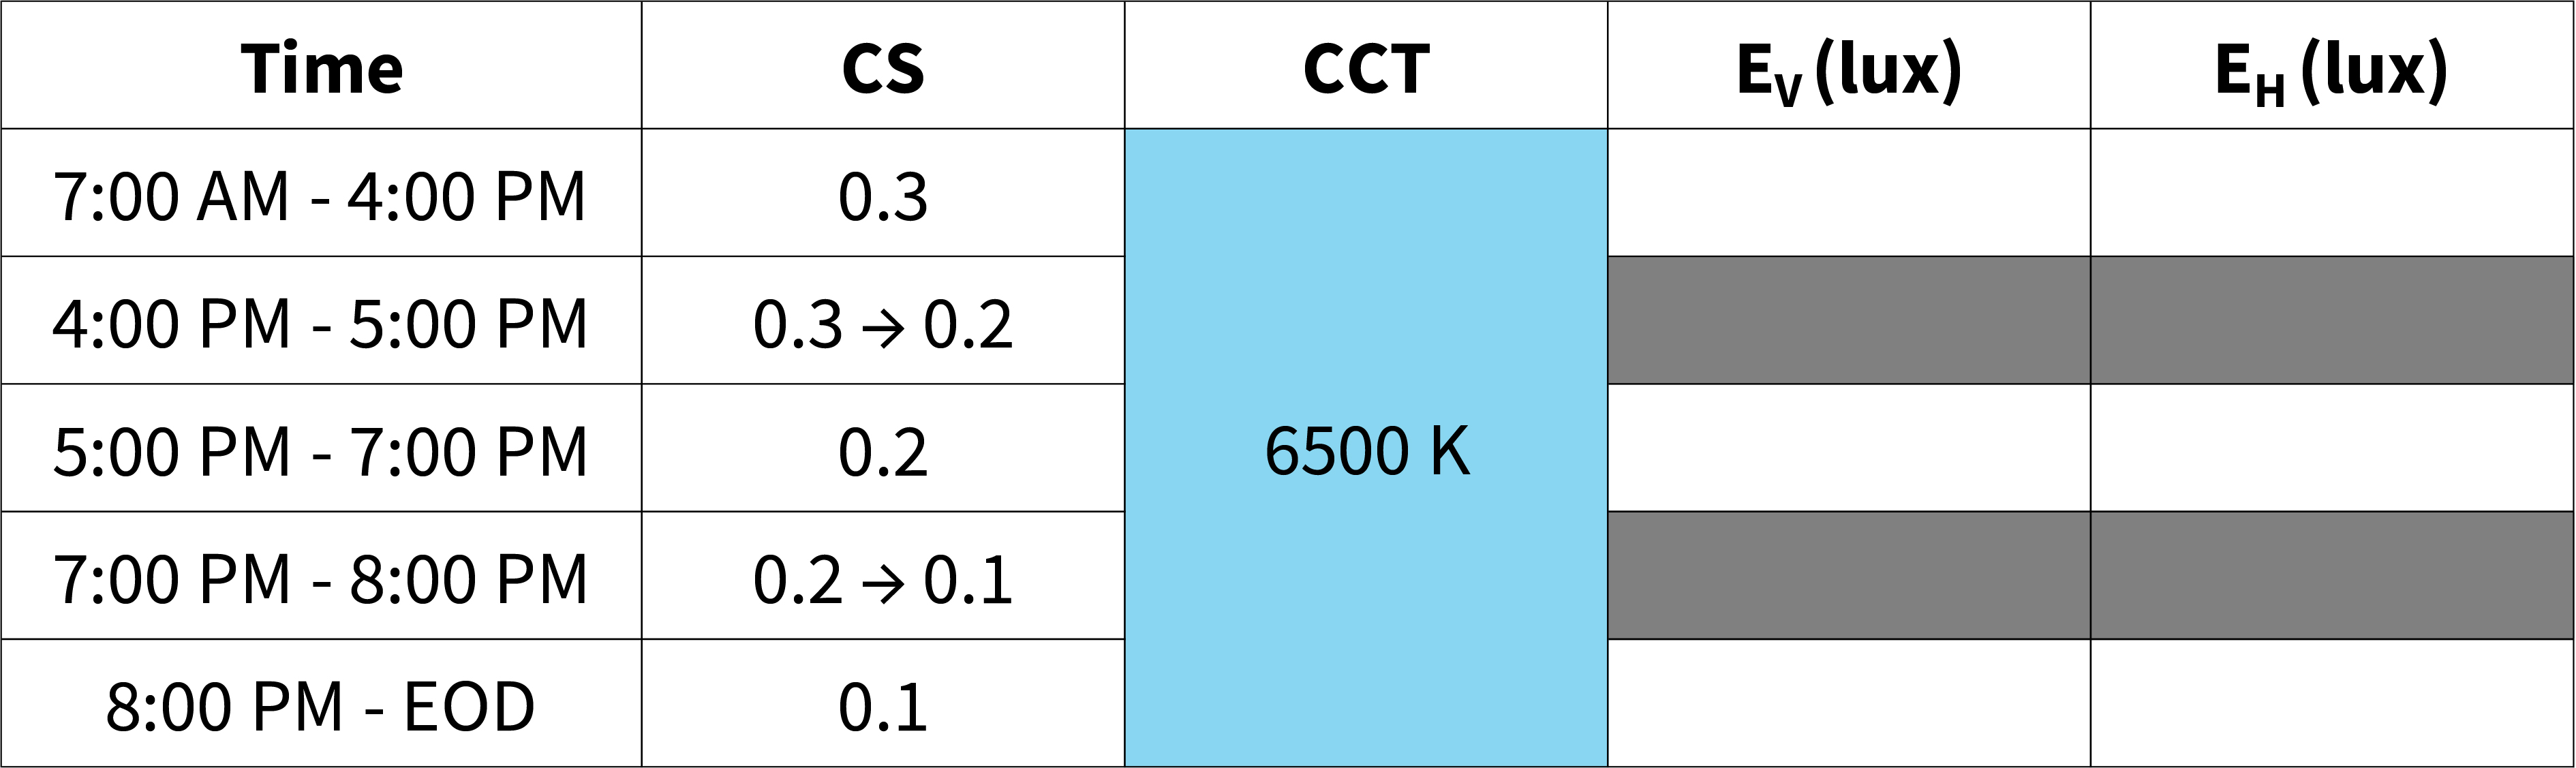 Time CS CCT EV (lux) EH (lux)
7:00 AM - 4:00 PM 0.3
4:00 PM - 5:00 PM 0.3 → 0.2
5:00 PM - 7:00 PM 0.2 6500 K
7:00 PM - 8:00 PM 0.2 → 0.1
8:00 PM - EOD 0.1